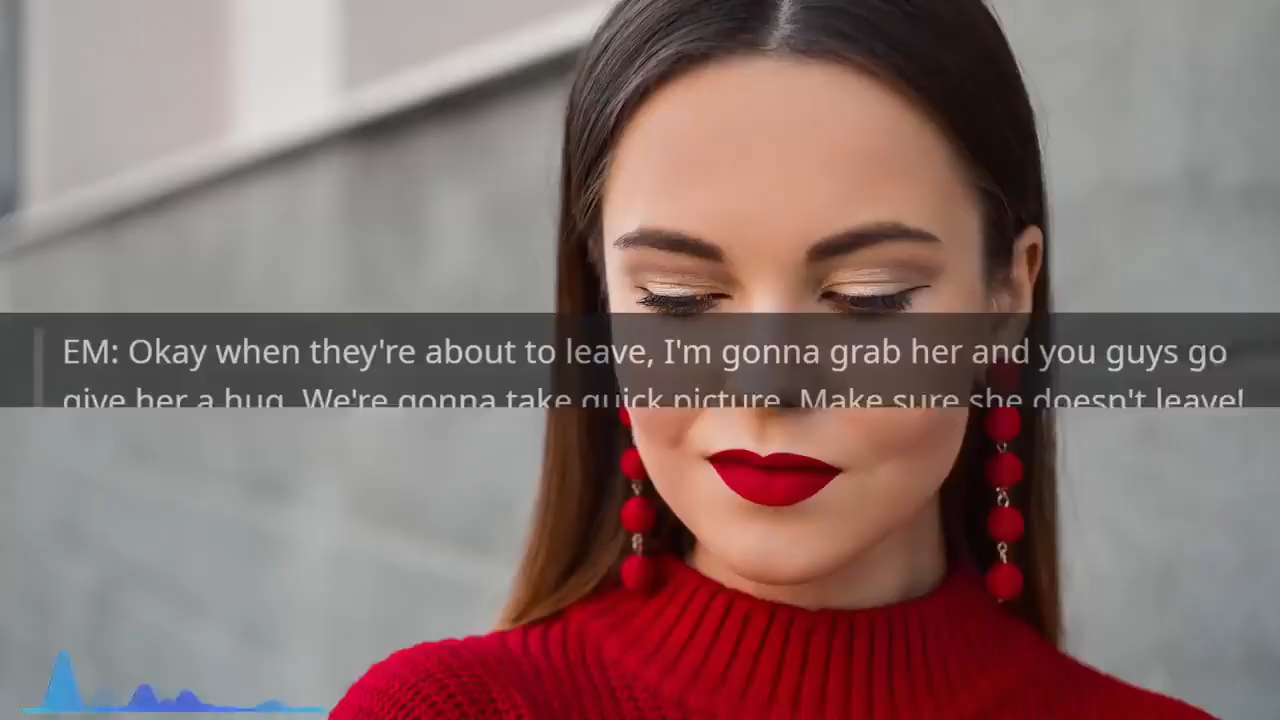 EM: Okay when they're about to leave, I'm gonna grab her and you guys go
give her a hug. We're gonna take quick picture. Make sure she doesn't leave!